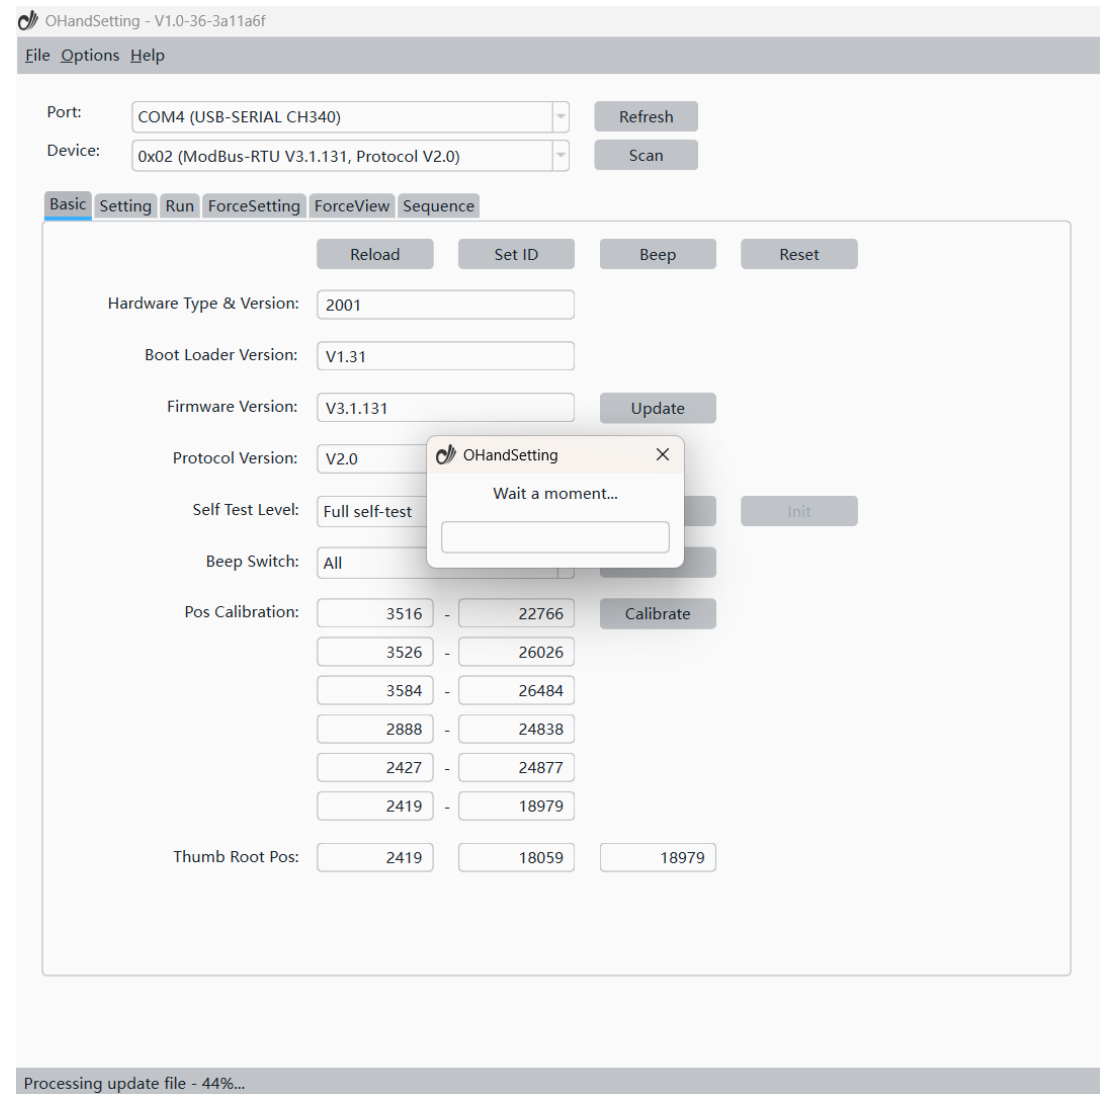 OHandSetting - V1.0-36-3a11a6f
File Options Help
Port: COM4 (USB-SERIAL CH340) Refresh
Device: 0x02 (ModBus-RTU V3.1.131, Protocol V2.0) Scan
Basic Setting Run ForceSetting ForceView Sequence
Reload Set ID Beep Reset
Hardware Type & Version: 2001
Boot Loader Version: V1.31
Firmware Version: V3.1.131 Update
Protocol Version: V2.0
OHandSetting
Wait a moment...
Self Test Level: Full self-test Init
Beep Switch: All
Pos Calibration: 3516 - 22766 Calibrate
3526 - 26026
3584 - 26484
2888 - 24838
2427 - 24877
2419 - 18979
Thumb Root Pos: 2419 18059 18979
Processing update file - 44%...